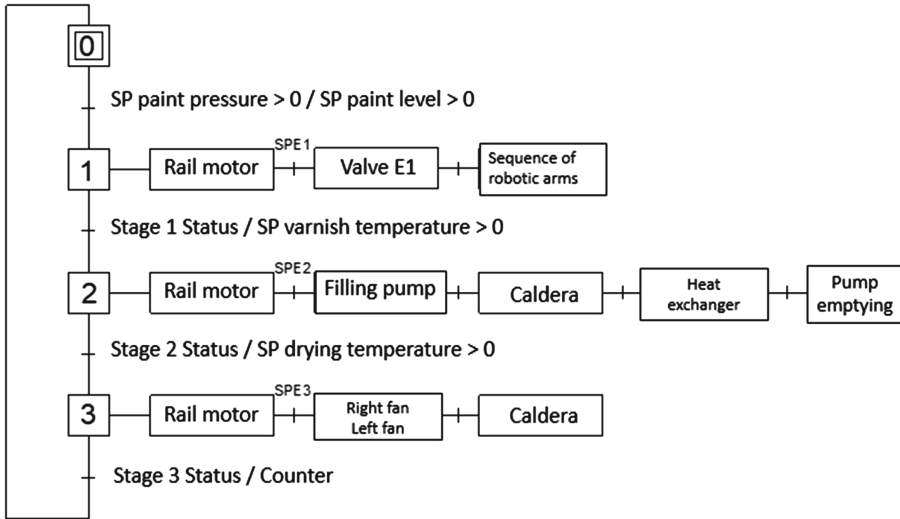 0
SP paint pressure > 0 / SP paint level > 0
1
Rail motor
SPE1
Valve E1
Sequence of
robotic arms
Stage 1 Status / SP varnish temperature > 0
2
Rail motor
SPE2
Filling pump
Caldera
Heat
exchanger
Pump
emptying
Stage 2 Status / SP drying temperature > 0
3
Rail motor
SPE3
Right fan
Left fan
Caldera
Stage 3 Status / Counter